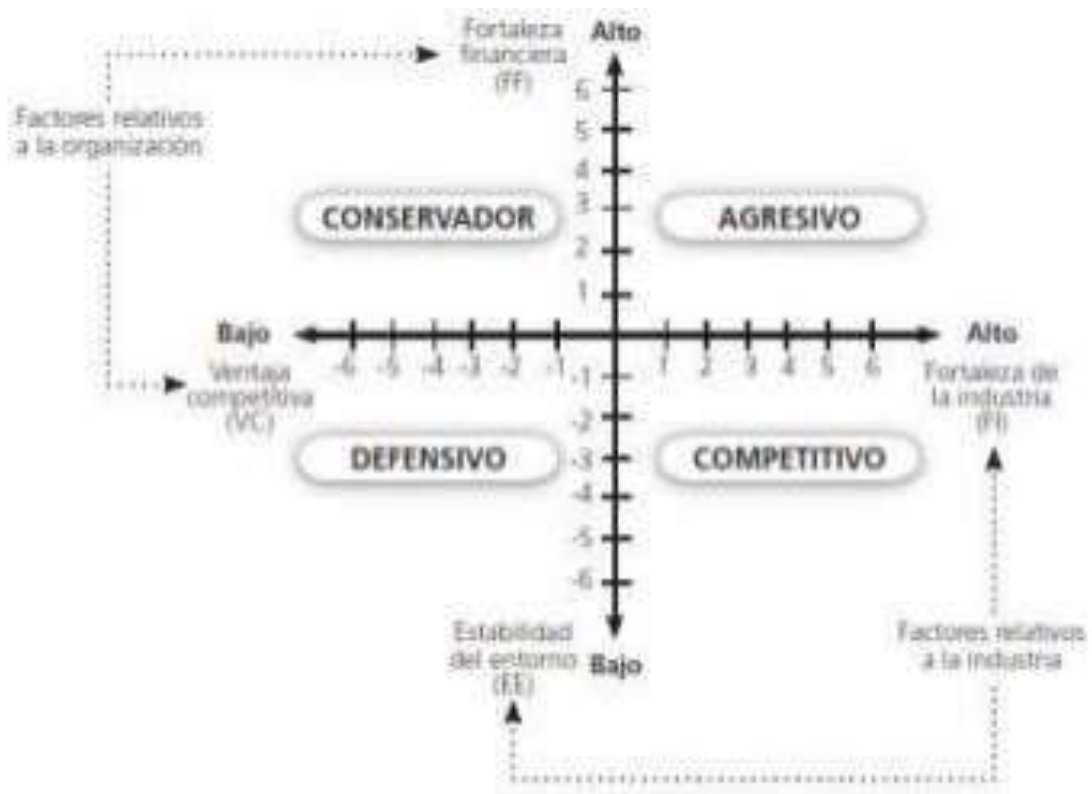 Fortaleza
financiera
(FF)
Alto
Factores relativos
a la organización
6
5
4
3
2
1
CONSERVADOR
AGRESIVO
Bajo
Alto
-6 -5 -4 -3 -2 -1 1 2 3 4 5 6
Ventaja
competitiva
(VC)
Fortaleza de
la industria
(FI)
-1
-2
-3
-4
-5
-6
DEFENSIVO
COMPETITIVO
Estabilidad
del entorno
(EE)
Bajo
Factores relativos
a la industria